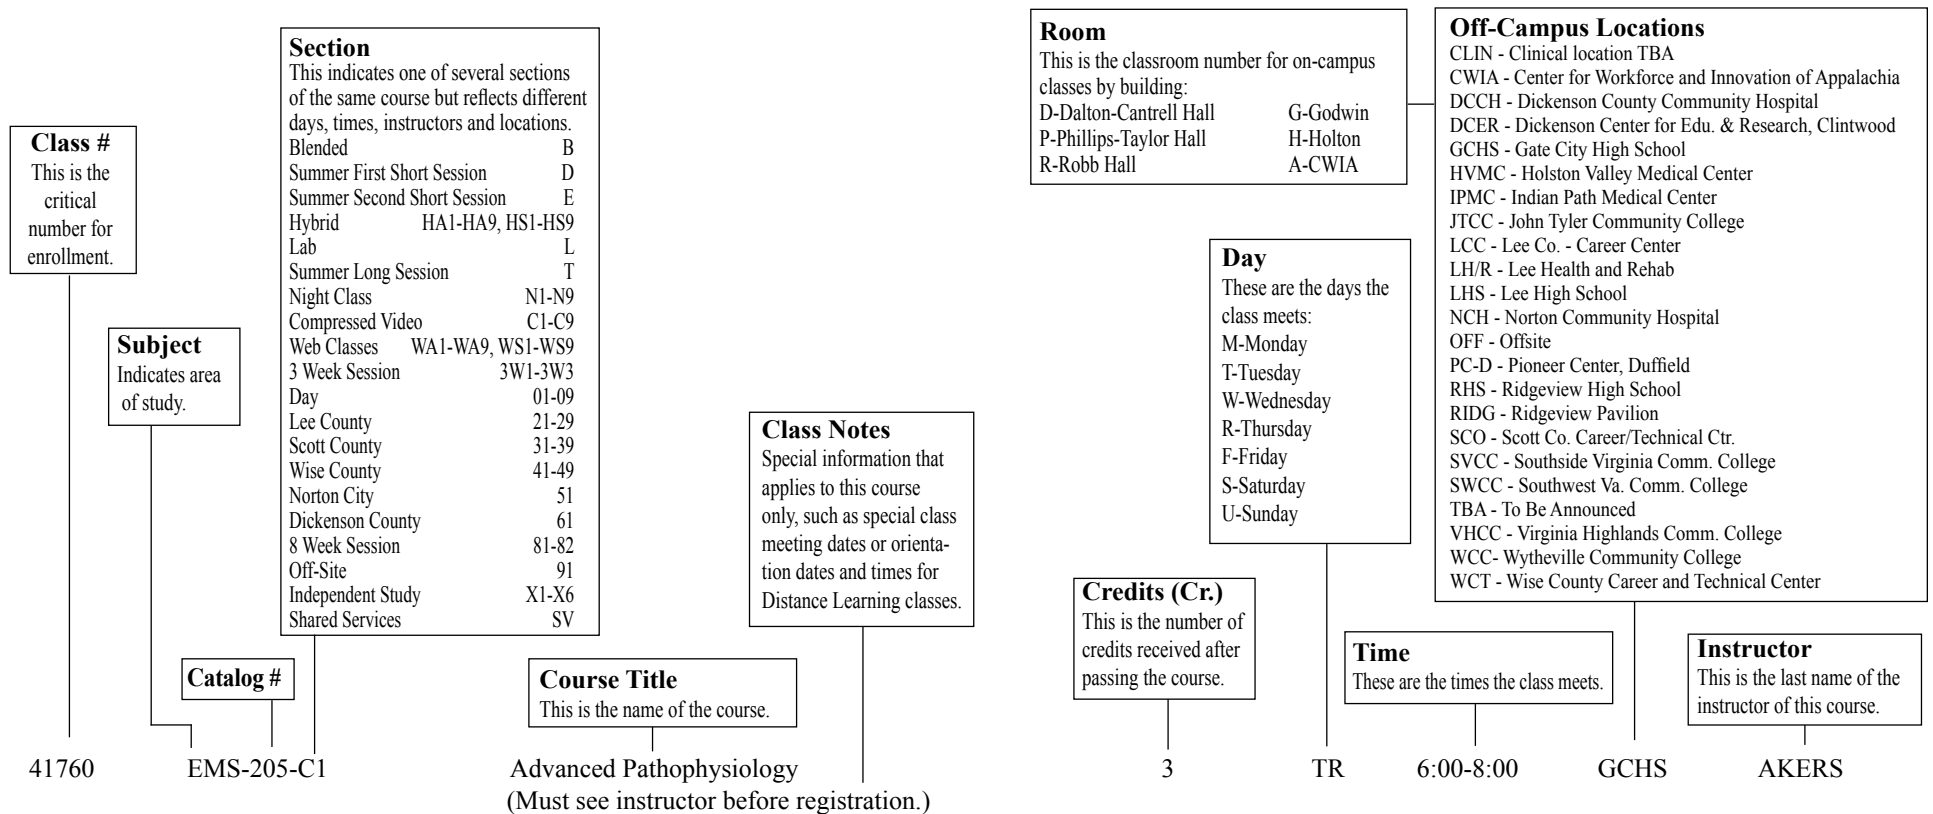 Class #
This is the
critical
number for
enrollment.
Subject
Indicates area
of study.
Catalog #
Section
This indicates one of several sections
of the same course but reflects different
days, times, instructors and locations.
Blended B
Summer First Short Session D
Summer Second Short Session E
Hybrid HA1-HA9, HS1-HS9
Lab L
Summer Long Session T
Night Class N1-N9
Compressed Video C1-C9
Web Classes WA1-WA9, WS1-WS9
3 Week Session 3W1-3W3
Day 01-09
Lee County 21-29
Scott County 31-39
Wise County 41-49
Norton City 51
Dickenson County 61
8 Week Session 81-82
Off-Site 91
Independent Study X1-X6
Shared Services SV
Course Title
This is the name of the course.
Class Notes
Special information that
applies to this course
only, such as special class
meeting dates or orienta-
tion dates and times for
Distance Learning classes.
Room
This is the classroom number for on-campus
classes by building:
D-Dalton-Cantrell Hall G-Godwin
P-Phillips-Taylor Hall H-Holton
R-Robb Hall A-CWIA
Credits (Cr.)
This is the number of
credits received after
passing the course.
Day
These are the days the
class meets:
M-Monday
T-Tuesday
W-Wednesday
R-Thursday
F-Friday
S-Saturday
U-Sunday
Time
These are the times the class meets.
Off-Campus Locations
CLIN - Clinical location TBA
CWIA - Center for Workforce and Innovation of Appalachia
DCCH - Dickenson County Community Hospital
DCER - Dickenson Center for Edu. & Research, Clintwood
GCHS - Gate City High School
HVMC - Holston Valley Medical Center
IPMC - Indian Path Medical Center
JTCC - John Tyler Community College
LCC - Lee Co. - Career Center
LH/R - Lee Health and Rehab
LHS - Lee High School
NCH - Norton Community Hospital
OFF - Offsite
PC-D - Pioneer Center, Duffield
RHS - Ridgeview High School
RIDG - Ridgeview Pavilion
SCO - Scott Co. Career/Technical Ctr.
SVCC - Southside Virginia Comm. College
SWCC - Southwest Va. Comm. College
TBA - To Be Announced
VHCC - Virginia Highlands Comm. College
WCC- Wytheville Community College
WCT - Wise County Career and Technical Center
Instructor
This is the last name of the
instructor of this course.
41760 EMS-205-C1 Advanced Pathophysiology 3 TR 6:00-8:00 GCHS AKERS
(Must see instructor before registration.)